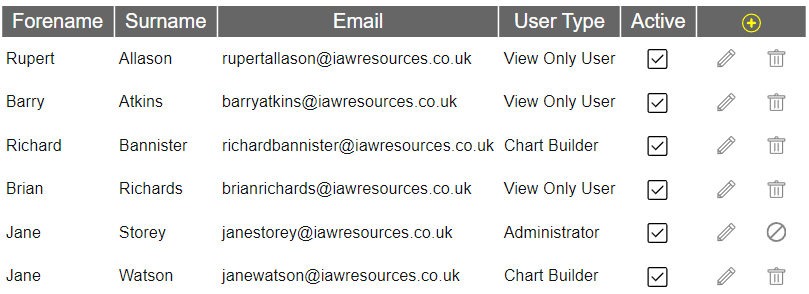 Forename Surname Email User Type Active
Rupert Allason rupertallason@iawresources.co.uk View Only User
Barry Atkins barryatkins@iawresources.co.uk View Only User
Richard Bannister richardbannister@iawresources.co.uk Chart Builder
Brian Richards brianrichards@iawresources.co.uk View Only User
Jane Storey janestorey@iawresources.co.uk Administrator
Jane Watson janewatson@iawresources.co.uk Chart Builder